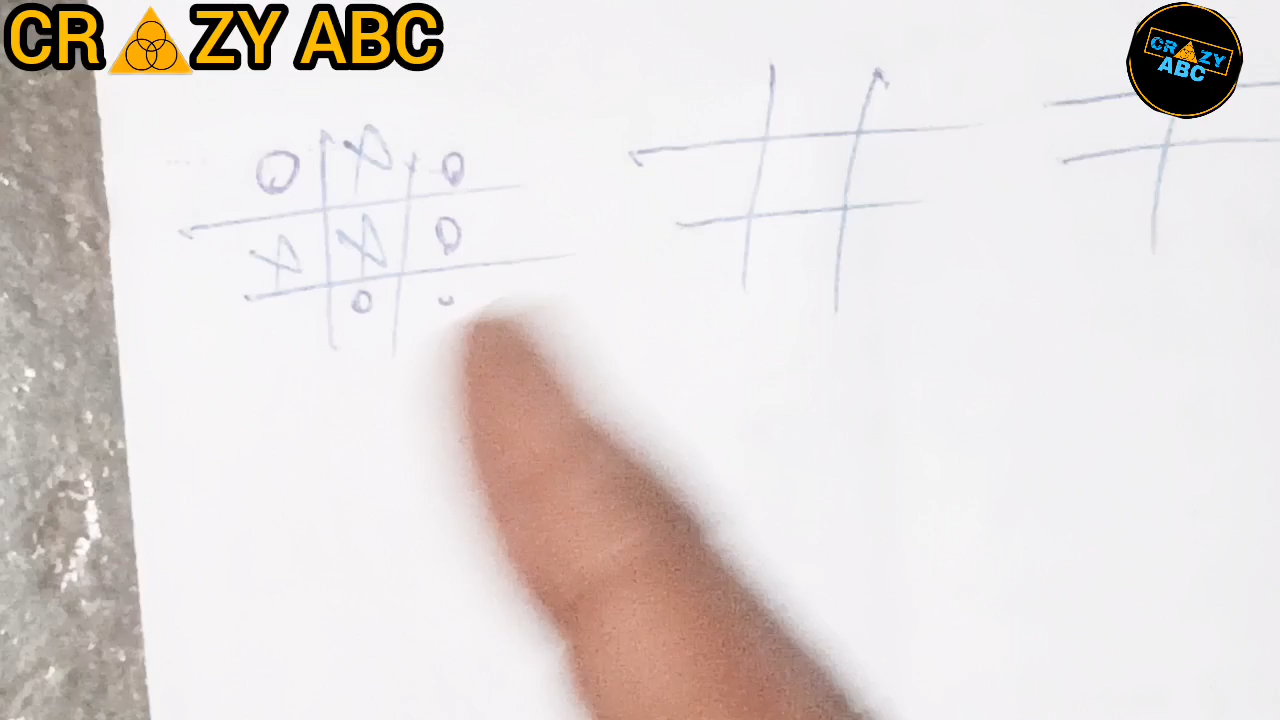 CRAZY ABC
CRAZY
ABC
O X O
X X O
O O